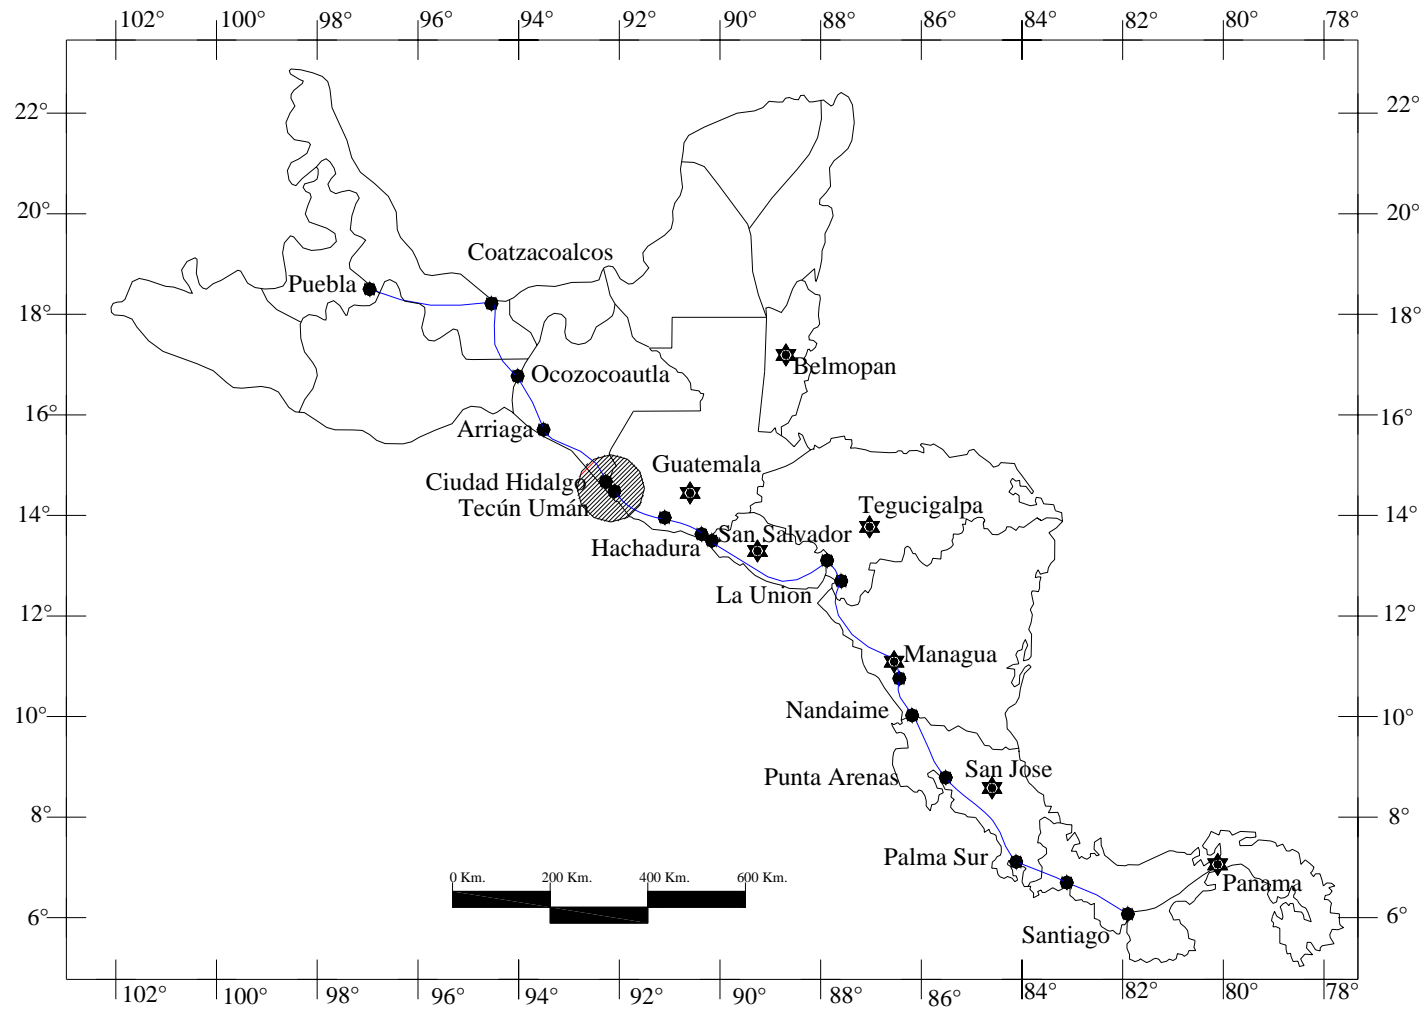 102° 100° 98° 96° 94° 92° 90° 88° 86° 84° 82° 80° 78°
22° 22°
20° 20°
Coatzacoalcos
Puebla
18° 18°
Belmopan
Ocozocoautla
16° 16°
Arriaga
Guatemala
Ciudad Hidalgo
Tecún Umán
Tegucigalpa
14° 14°
San Salvador
Hachadura
La Union
12° 12°
Managua
Nandaime
10° 10°
San Jose
Punta Arenas
8° 8°
Palma Sur
0 Km. 200 Km. 400 Km. 600 Km.
Panama
6° 6°
Santiago
102° 100° 98° 96° 94° 92° 90° 88° 86° 84° 82° 80° 78°